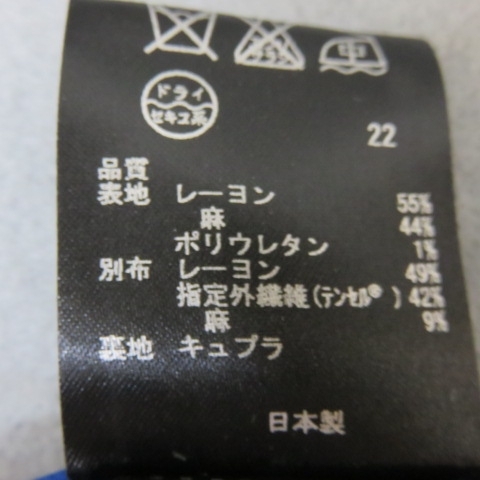 中
ドライ
セキユ系
22
品質
表地 レーヨン 55%
麻 44%
ポリウレタン 1%
別布 レーヨン 49%
指定外繊維(テンセル®) 42%
麻 9%
裏地 キュプラ
日本製